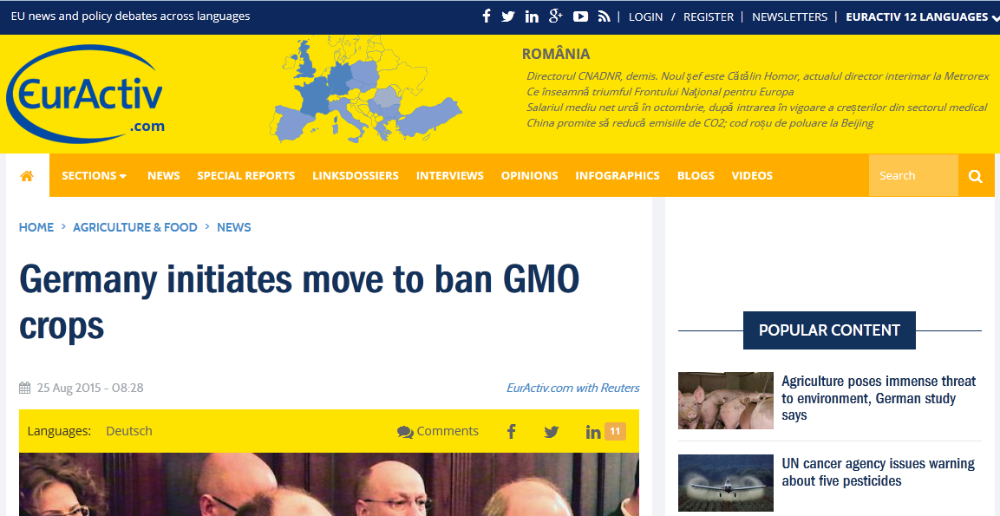 EU news and policy debates across languages
| LOGIN / REGISTER | NEWSLETTERS | EURACTIV 12 LANGUAGES
EurActiv
.com
ROMÂNIA
Directorul CNADNR, demis. Noul şef este Cătălin Homor, actualul director interimar la Metrorex
Ce înseamnă triumful Frontului Naţional pentru Europa
Salariul mediu net urcă în octombrie, după intrarea în vigoare a creșterilor din sectorul medical
China promite să reducă emisiile de CO2; cod roșu de poluare la Beijing
SECTIONS NEWS SPECIAL REPORTS LINKSDOSSIERS INTERVIEWS OPINIONS INFOGRAPHICS BLOGS VIDEOS Search
HOME > AGRICULTURE & FOOD > NEWS
Germany initiates move to ban GMO
crops
25 Aug 2015 - 08:28 EurActiv.com with Reuters
Languages: Deutsch Comments 11
POPULAR CONTENT
Agriculture poses immense threat
to environment, German study
says
UN cancer agency issues warning
about five pesticides